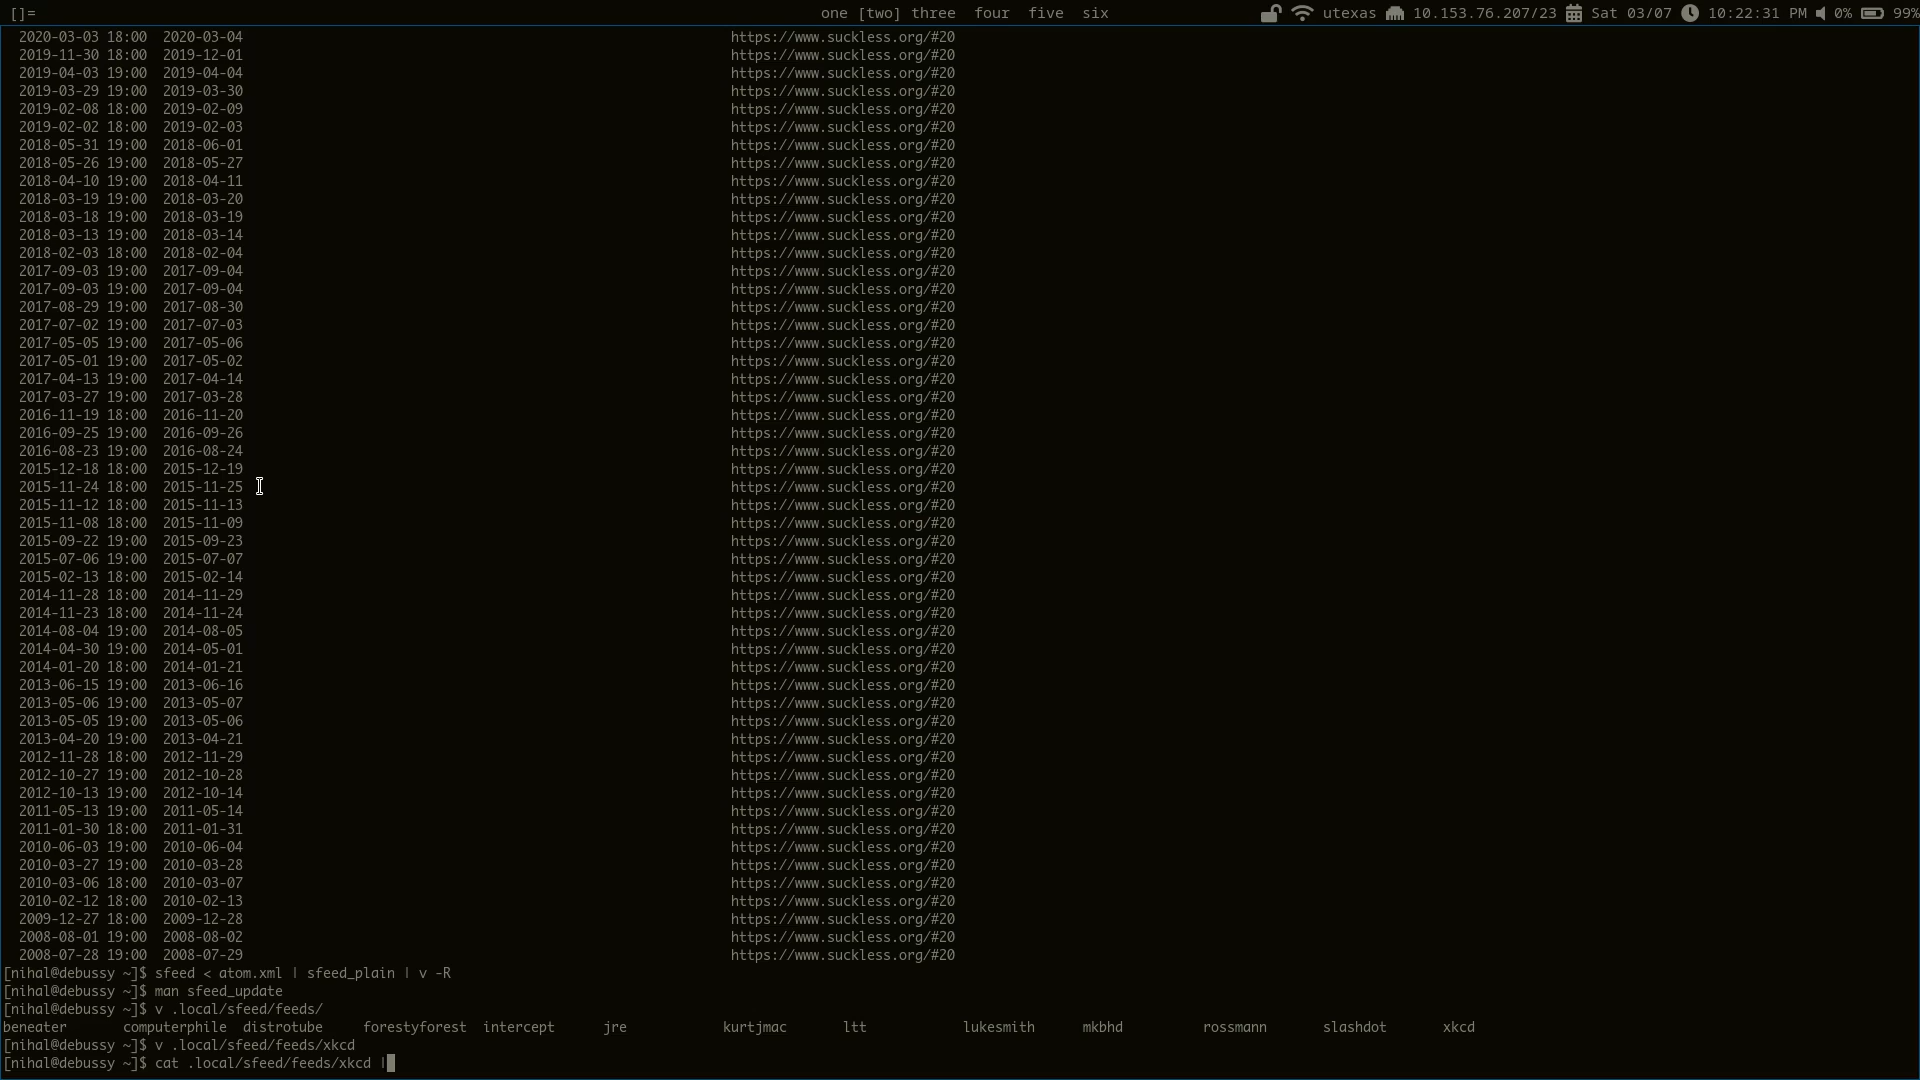 []= one [two] three four five six utexas 10.153.76.207/23 Sat 03/07 10:22:31 PM 0% 99%
2020-03-03 18:00 2020-03-04 https://www.suckless.org/#20
2019-11-30 18:00 2019-12-01 https://www.suckless.org/#20
2019-04-03 19:00 2019-04-04 https://www.suckless.org/#20
2019-03-29 19:00 2019-03-30 https://www.suckless.org/#20
2019-02-08 18:00 2019-02-09 https://www.suckless.org/#20
2019-02-02 18:00 2019-02-03 https://www.suckless.org/#20
2018-05-31 19:00 2018-06-01 https://www.suckless.org/#20
2018-05-26 19:00 2018-05-27 https://www.suckless.org/#20
2018-04-10 19:00 2018-04-11 https://www.suckless.org/#20
2018-03-19 19:00 2018-03-20 https://www.suckless.org/#20
2018-03-18 19:00 2018-03-19 https://www.suckless.org/#20
2018-03-13 19:00 2018-03-14 https://www.suckless.org/#20
2018-02-03 18:00 2018-02-04 https://www.suckless.org/#20
2017-09-03 19:00 2017-09-04 https://www.suckless.org/#20
2017-09-03 19:00 2017-09-04 https://www.suckless.org/#20
2017-08-29 19:00 2017-08-30 https://www.suckless.org/#20
2017-07-02 19:00 2017-07-03 https://www.suckless.org/#20
2017-05-05 19:00 2017-05-06 https://www.suckless.org/#20
2017-05-01 19:00 2017-05-02 https://www.suckless.org/#20
2017-04-13 19:00 2017-04-14 https://www.suckless.org/#20
2017-03-27 19:00 2017-03-28 https://www.suckless.org/#20
2016-11-19 18:00 2016-11-20 https://www.suckless.org/#20
2016-09-25 19:00 2016-09-26 https://www.suckless.org/#20
2016-08-23 19:00 2016-08-24 https://www.suckless.org/#20
2015-12-18 18:00 2015-12-19 https://www.suckless.org/#20
2015-11-24 18:00 2015-11-25 https://www.suckless.org/#20
2015-11-12 18:00 2015-11-13 https://www.suckless.org/#20
2015-11-08 18:00 2015-11-09 https://www.suckless.org/#20
2015-09-22 19:00 2015-09-23 https://www.suckless.org/#20
2015-07-06 19:00 2015-07-07 https://www.suckless.org/#20
2015-02-13 18:00 2015-02-14 https://www.suckless.org/#20
2014-11-28 18:00 2014-11-29 https://www.suckless.org/#20
2014-11-23 18:00 2014-11-24 https://www.suckless.org/#20
2014-08-04 19:00 2014-08-05 https://www.suckless.org/#20
2014-04-30 19:00 2014-05-01 https://www.suckless.org/#20
2014-01-20 18:00 2014-01-21 https://www.suckless.org/#20
2013-06-15 19:00 2013-06-16 https://www.suckless.org/#20
2013-05-06 19:00 2013-05-07 https://www.suckless.org/#20
2013-05-05 19:00 2013-05-06 https://www.suckless.org/#20
2013-04-20 19:00 2013-04-21 https://www.suckless.org/#20
2012-11-28 18:00 2012-11-29 https://www.suckless.org/#20
2012-10-27 19:00 2012-10-28 https://www.suckless.org/#20
2012-10-13 19:00 2012-10-14 https://www.suckless.org/#20
2011-05-13 19:00 2011-05-14 https://www.suckless.org/#20
2011-01-30 18:00 2011-01-31 https://www.suckless.org/#20
2010-06-03 19:00 2010-06-04 https://www.suckless.org/#20
2010-03-27 19:00 2010-03-28 https://www.suckless.org/#20
2010-03-06 18:00 2010-03-07 https://www.suckless.org/#20
2010-02-12 18:00 2010-02-13 https://www.suckless.org/#20
2009-12-27 18:00 2009-12-28 https://www.suckless.org/#20
2008-08-01 19:00 2008-08-02 https://www.suckless.org/#20
2008-07-28 19:00 2008-07-29 https://www.suckless.org/#20
[nihal@debussy ~]$ sfeed < atom.xml | sfeed_plain | v -R
[nihal@debussy ~]$ man sfeed_update
[nihal@debussy ~]$ v .local/sfeed/feeds/
beneater computerphile distrotube forestyforest intercept jre kurtjmac ltt lukesmith mkbhd rossmann slashdot xkcd
[nihal@debussy ~]$ v .local/sfeed/feeds/xkcd
[nihal@debussy ~]$ cat .local/sfeed/feeds/xkcd |